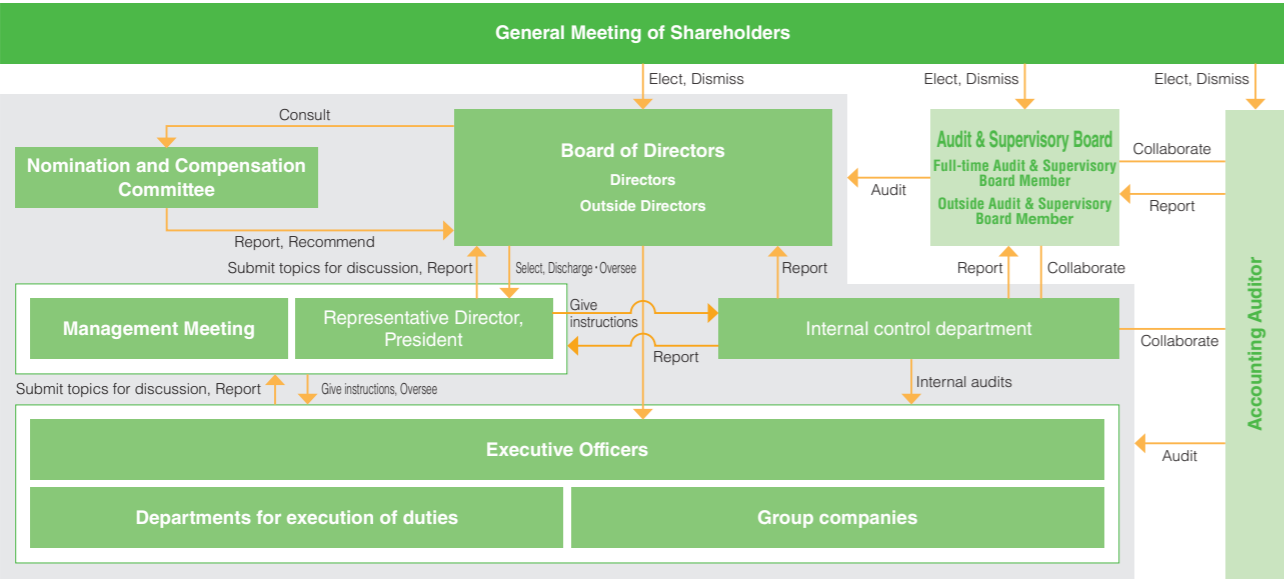 General Meeting of Shareholders
Elect, Dismiss
Elect, Dismiss
Elect, Dismiss
Consult
Board of Directors
Directors
Outside Directors
Audit & Supervisory Board
Full-time Audit & Supervisory
Board Member
Outside Audit & Supervisory
Board Member
Collaborate
Nomination and Compensation
Committee
Audit
Report
Report, Recommend
Submit topics for discussion, Report
Select, Discharge・Oversee
Report
Report
Collaborate
Management Meeting
Representative Director,
President
Give
instructions
Report
Internal control department
Collaborate
Accounting Auditor
Submit topics for discussion, Report
Give instructions, Oversee
Internal audits
Executive Officers
Audit
Departments for execution of duties
Group companies